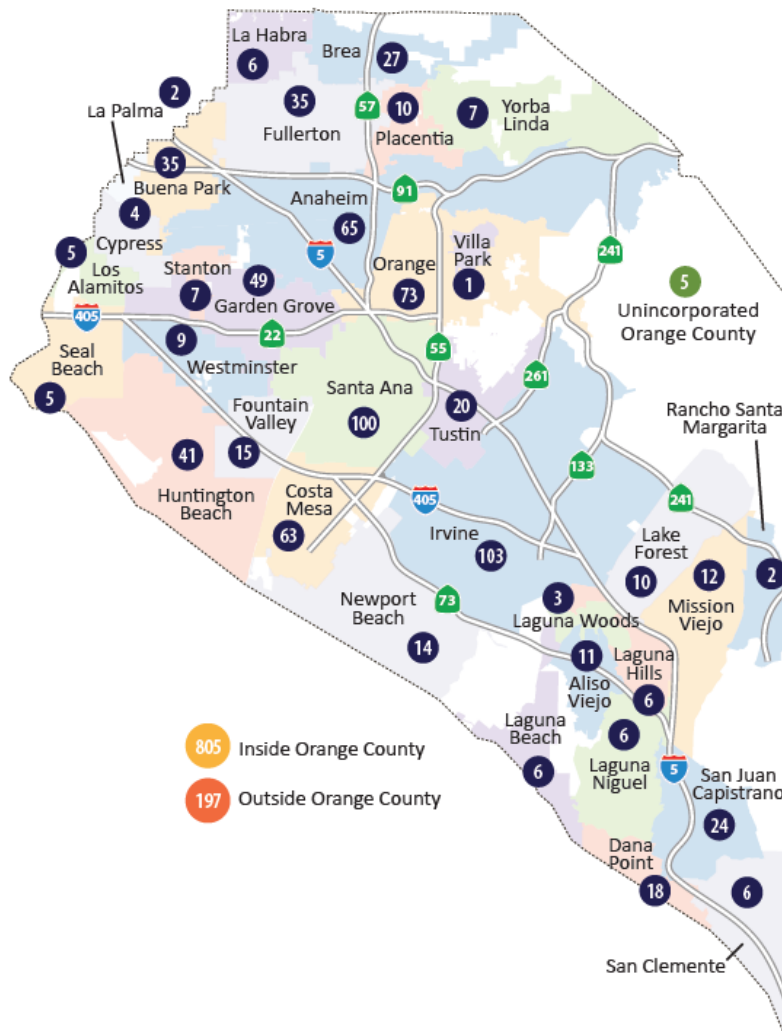 La Habra
6
Brea
27
2
La Palma
35
Fullerton
57
10
Placentia
7
Yorba
Linda
35
Buena Park
91
Anaheim
65
4
Cypress
5
Los
Alamitos
5
Stanton
7
49
Garden Grove
Orange
73
Villa
Park
1
241
5
Unincorporated
Orange County
405
22
55
Seal
Beach
5
9
Westminster
Santa Ana
100
20
Tustin
261
Fountain
Valley
15
41
Huntington
Beach
Costa
Mesa
63
405
Irvine
103
133
Rancho Santa
Margarita
2
241
Lake
Forest
10
12
Mission
Viejo
Newport
Beach
14
73
3
Laguna Woods
11
Aliso
Viejo
Laguna
Hills
6
Laguna
Beach
6
6
Laguna
Niguel
5
805 Inside Orange County
197 Outside Orange County
San Juan
Capistrano
24
Dana
Point
18
6
San Clemente